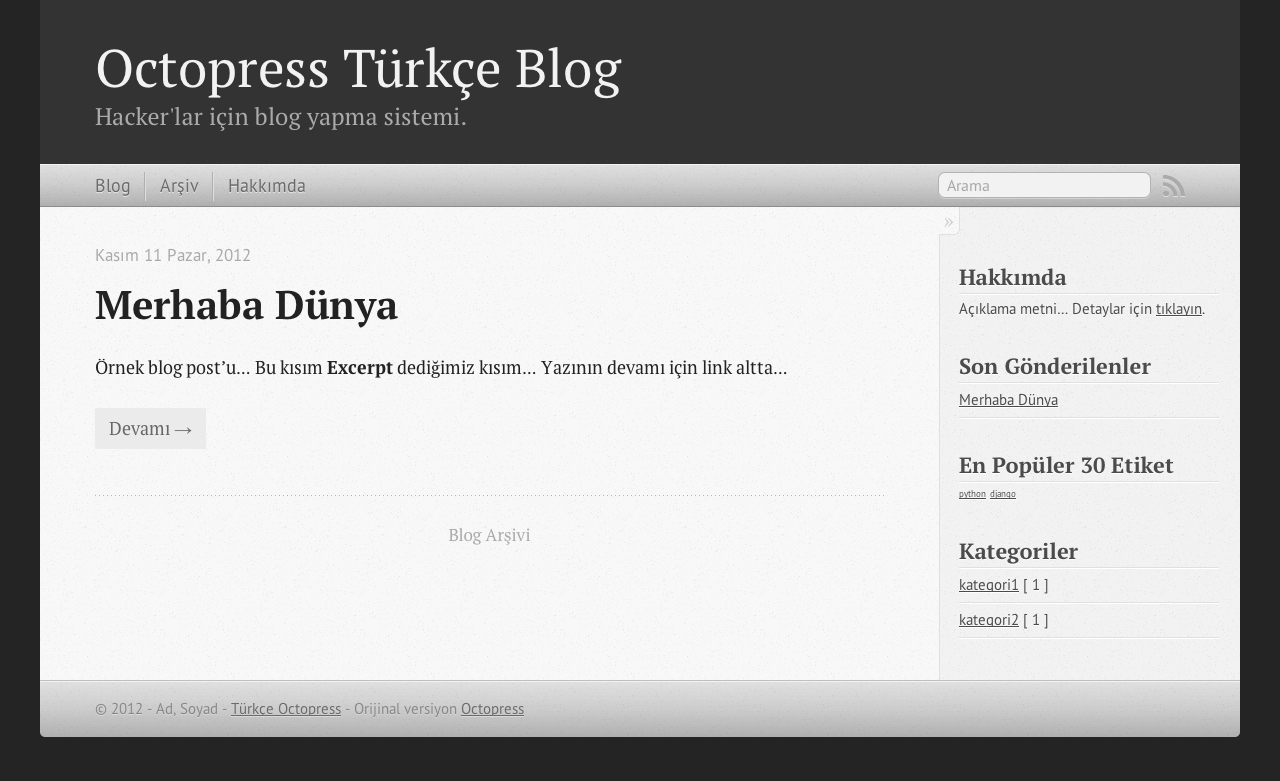 Octopress Türkçe Blog
Hacker'lar için blog yapma sistemi.
Blog
Arşiv
Hakkımda
Arama
»
Kasım 11 Pazar, 2012
Merhaba Dünya
Örnek blog post’u… Bu kısım Excerpt dediğimiz kısım… Yazının devamı için link altta…
Devamı →
Blog Arşivi
Hakkımda
Açıklama metni... Detaylar için tıklayın.
Son Gönderilenler
Merhaba Dünya
En Popüler 30 Etiket
python django
Kategoriler
kategori1 [ 1 ]
kategori2 [ 1 ]
© 2012 - Ad, Soyad - Türkçe Octopress - Orijinal versiyon Octopress